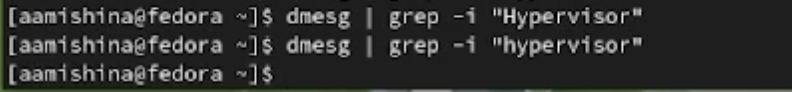 [aamishina@fedora ~]$ dmesg | grep -i "Hypervisor"
[aamishina@fedora ~]$ dmesg | grep -i "hypervisor"
[aamishina@fedora ~]$